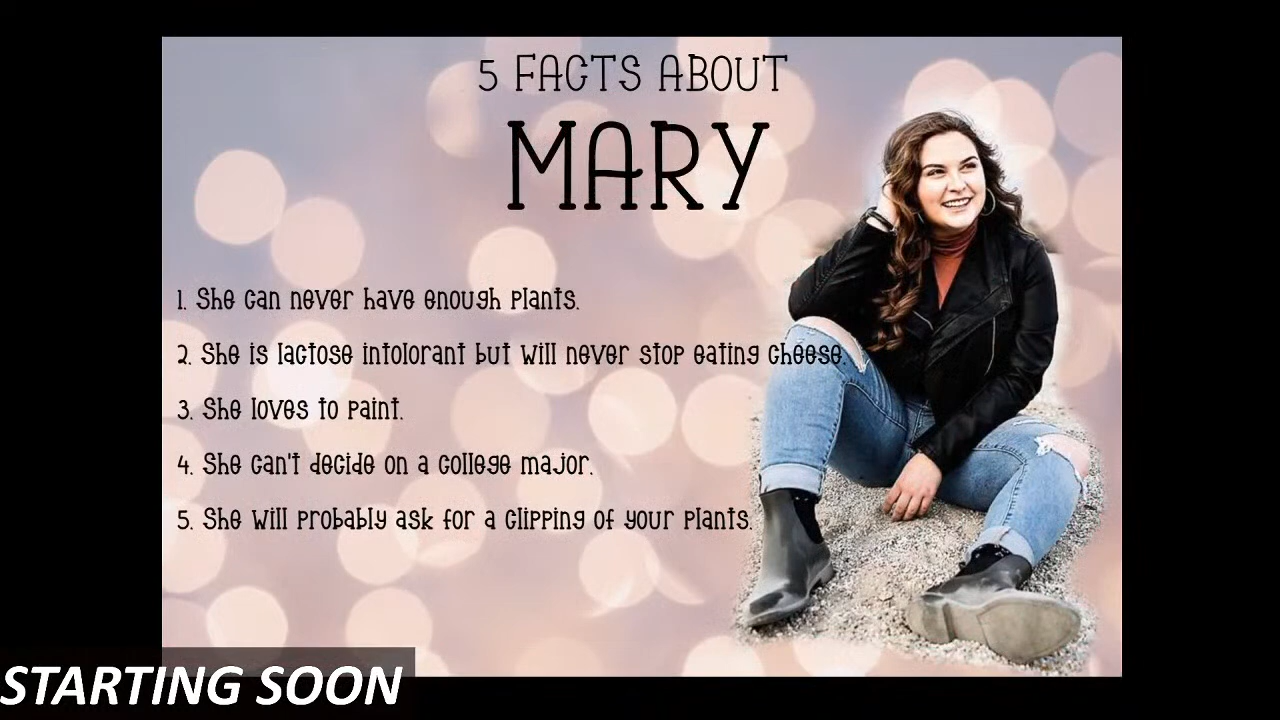 5 FACTS ABOUT
MARY
1. She can never have enough plants.
2. She is lactose intolorant but will never stop eating cheese.
3. She loves to paint.
4. She can't decide on a college major.
5. She will probably ask for a clipping of your plants.
STARTING SOON